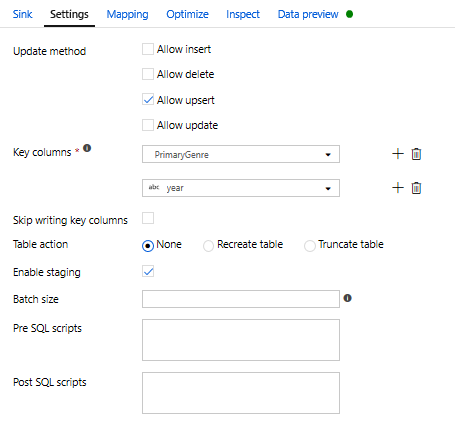 Sink Settings Mapping Optimize Inspect Data preview
Update method
Allow insert
Allow delete
Allow upsert
Allow update
Key columns *
PrimaryGenre
abc year
Skip writing key columns
Table action None Recreate table Truncate table
Enable staging
Batch size
Pre SQL scripts
Post SQL scripts